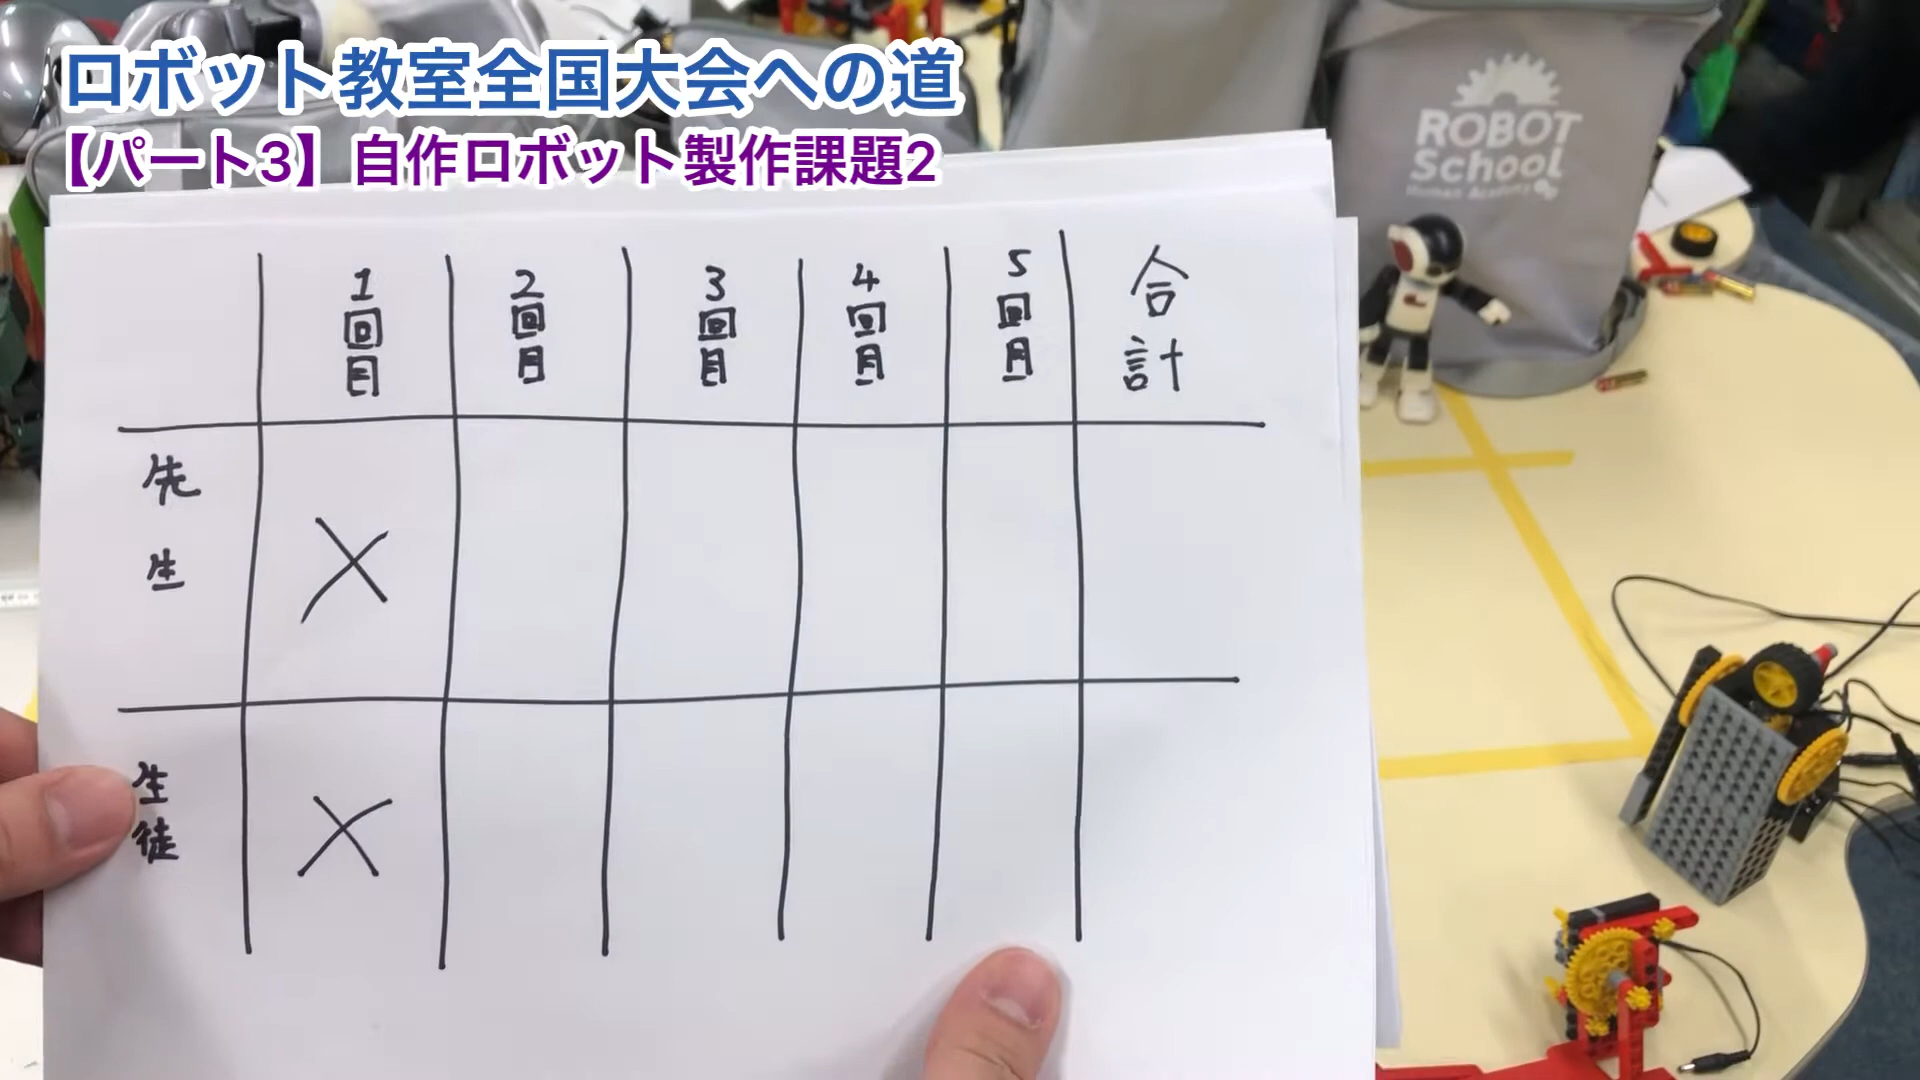 ロボット教室全国大会への道
【パート3】自作ロボット製作課題2
ROBOT
School
Human Academy
1回目
2回目
3回目
4回目
5回目
合計
先生
生徒